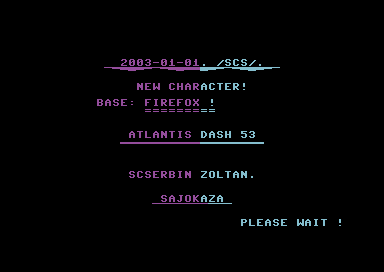 2003-01-01. /SCS/.
NEW CHARACTER!
BASE: FIREFOX !
ATLANTIS DASH 53
SCSERBIN ZOLTAN.
SAJOKAZA
PLEASE WAIT !